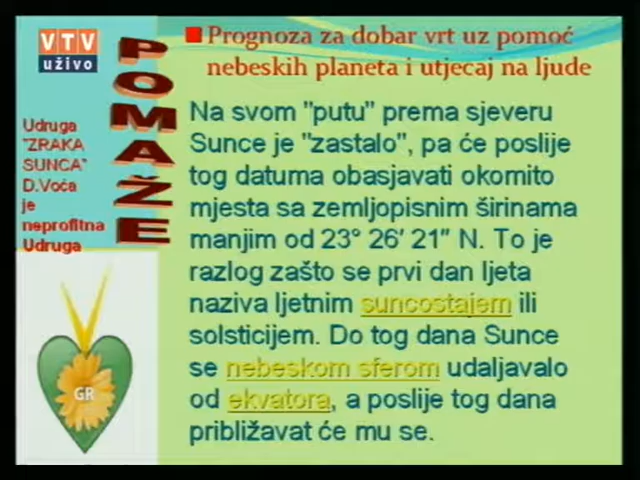 VTV
uživo
POMAŽE
Udruga
"ZRAKA
SUNCA"
D.Voća
je
neprofitna
Udruga
GR
Prognoza za dobar vrt uz pomoć
nebeskih planeta i utjecaj na ljude
Na svom "putu" prema sjeveru
Sunce je "zastalo", pa će poslije
tog datuma obasjavati okomito
mjesta sa zemljopisnim širinama
manjim od 23° 26′ 21″ N. To je
razlog zašto se prvi dan ljeta
naziva ljetnim suncostajem ili
solsticijem. Do tog dana Sunce
se nebeskom sferom udaljavalo
od ekvatora, a poslije tog dana
približavat će mu se.